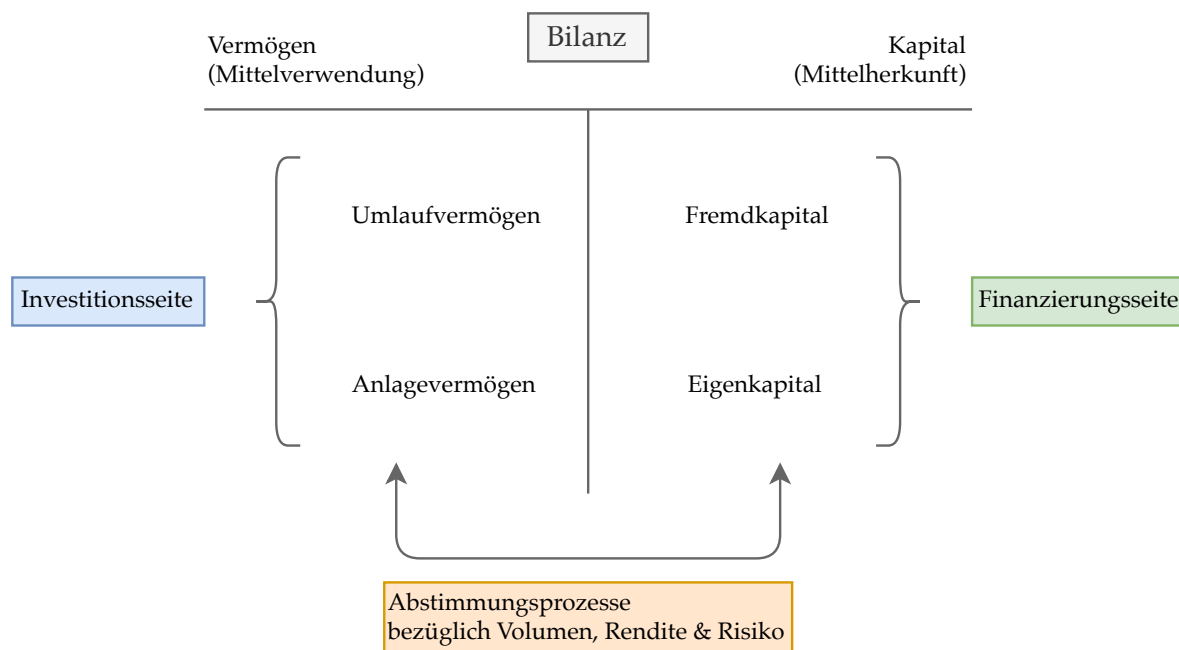 Bilanz
Vermögen
(Mittelverwendung)
Kapital
(Mittelherkunft)
Umlaufvermögen
Fremdkapital
Investitionsseite
Finanzierungsseite
Anlagevermögen
Eigenkapital
Abstimmungsprozesse
bezüglich Volumen, Rendite & Risiko